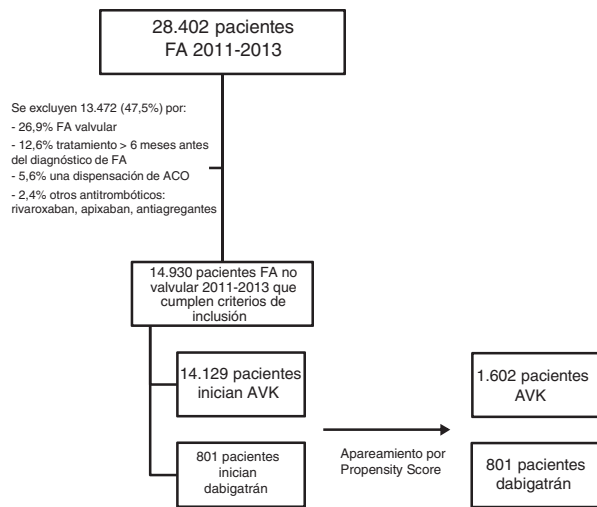 28.402 pacientes
FA 2011-2013
Se excluyen 13.472 (47,5%) por:
- 26,9% FA valvular
- 12,6% tratamiento > 6 meses antes
del diagnóstico de FA
- 5,6% una dispensación de ACO
- 2,4% otros antitrombóticos:
rivaroxaban, apixaban, antiagregantes
14.930 pacientes FA no
valvular 2011-2013 que
cumplen criterios de
inclusión
14.129 pacientes
inician AVK
801 pacientes
inician
dabigatrán
Apareamiento por
Propensity Score
1.602 pacientes
AVK
801 pacientes
dabigatrán